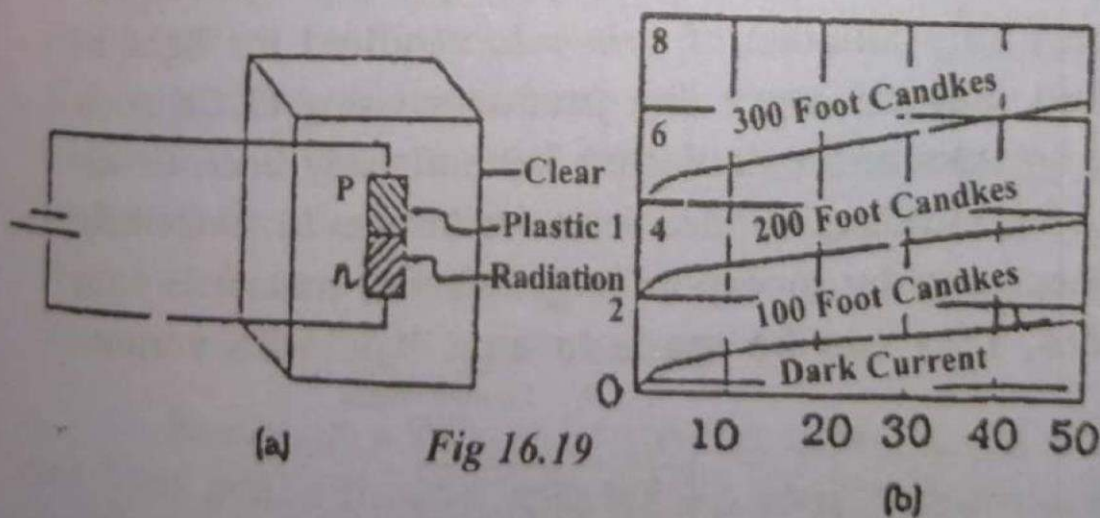 P
n
Clear
Plastic 1
Radiation
(a)
Fig 16.19
8
6
4
2
0
300 Foot Candkes
200 Foot Candkes
100 Foot Candkes
Dark Current
10 20 30 40 50
(b)